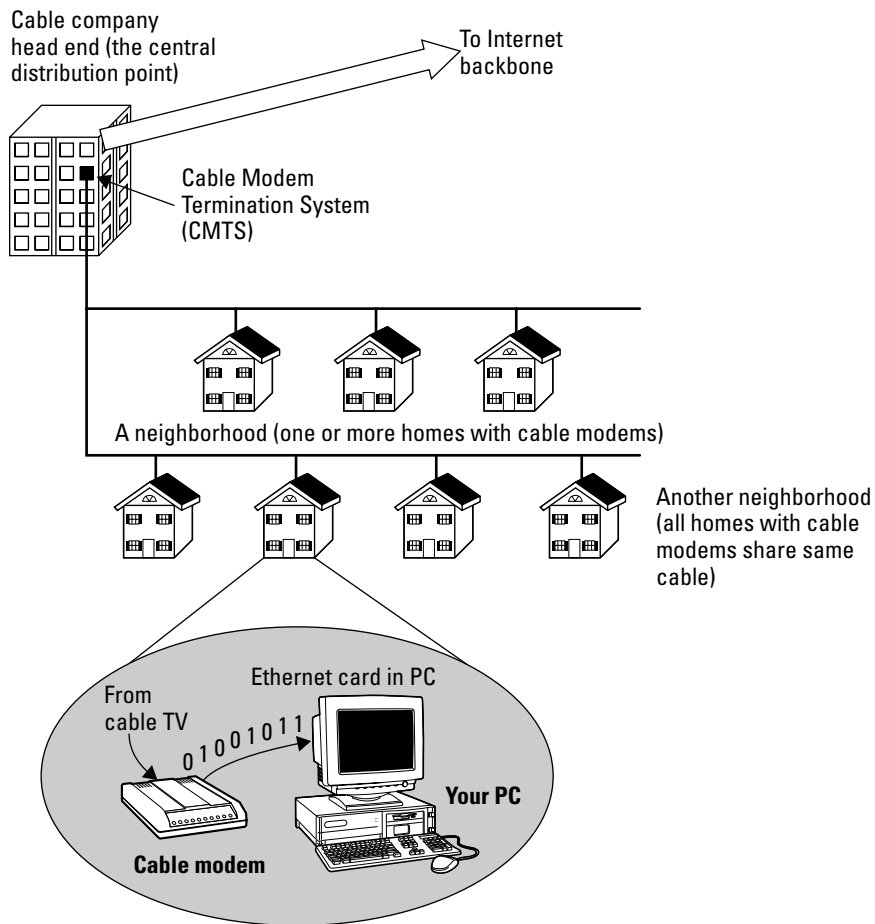 Cable company
head end (the central
distribution point)
To Internet
backbone
Cable Modem
Termination System
(CMTS)
A neighborhood (one or more homes with cable modems)
Another neighborhood
(all homes with cable
modems share same
cable)
Ethernet card in PC
From
cable TV
01001011
Your PC
Cable modem